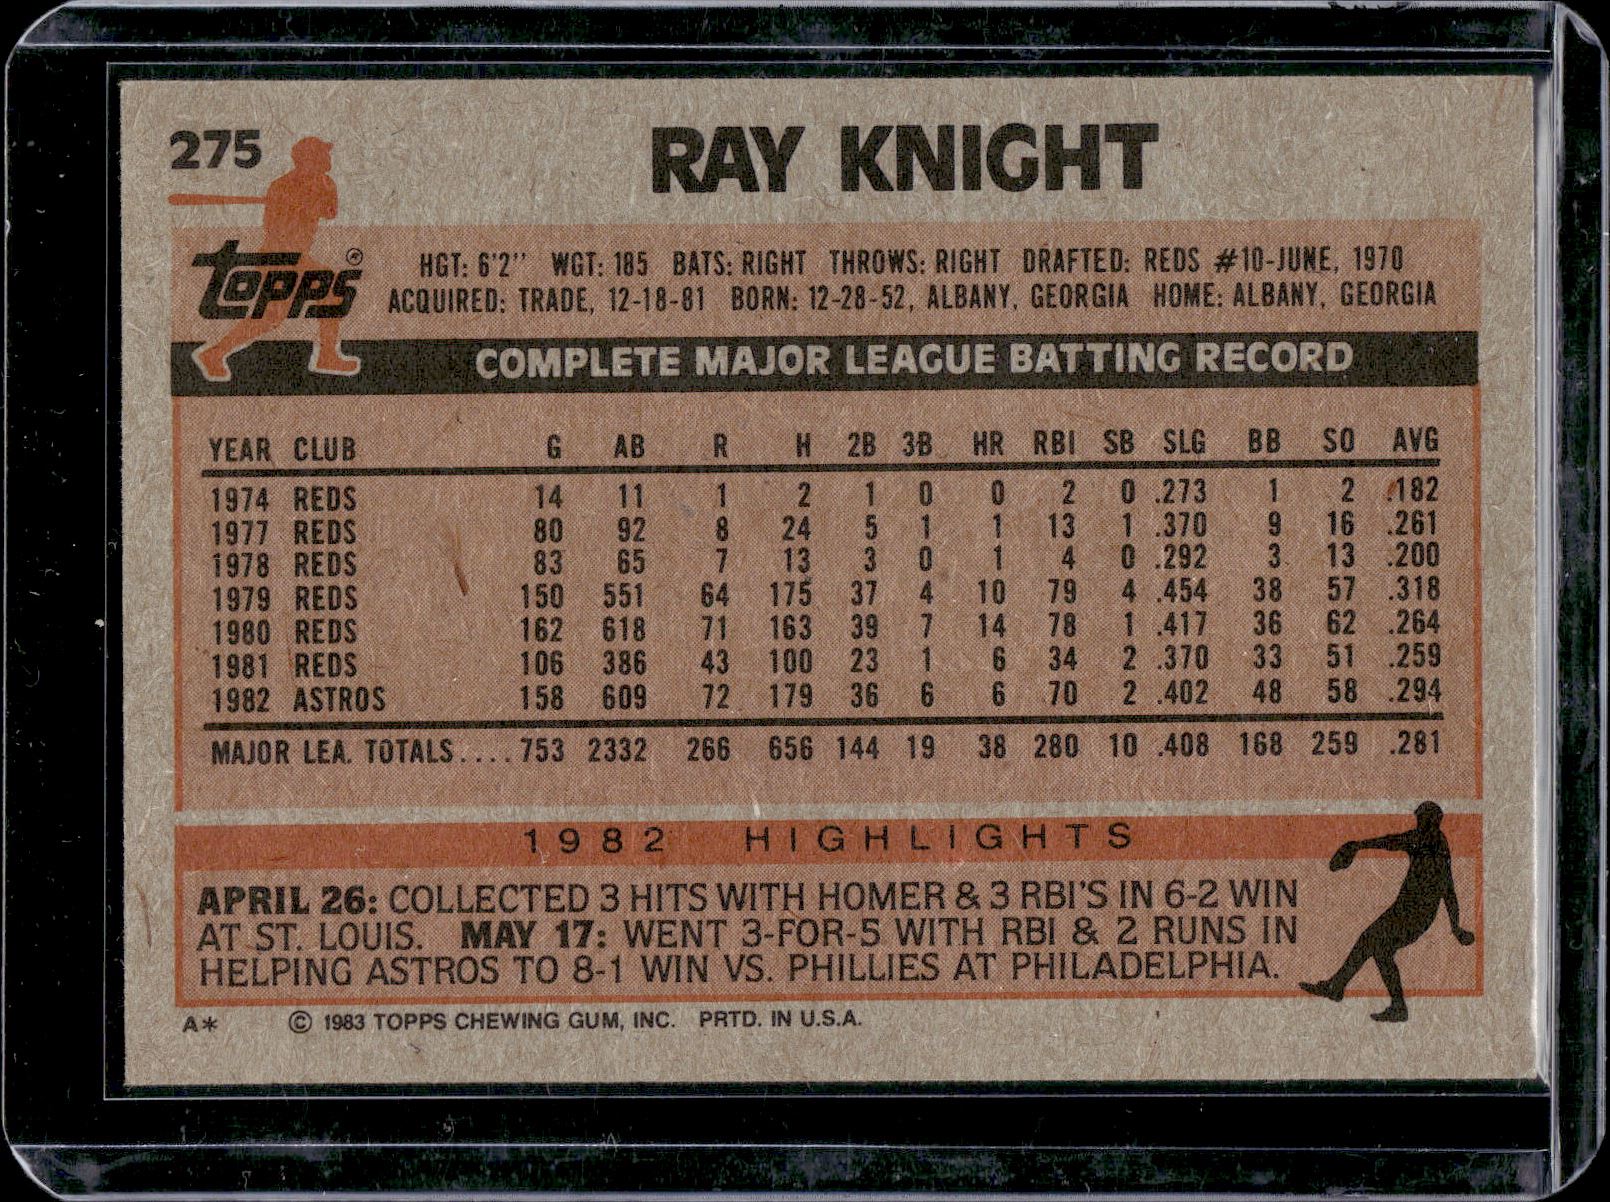 275
RAY KNIGHT
topps®
HGT: 6'2" WGT: 185 BATS: RIGHT THROWS: RIGHT DRAFTED: REDS #10-JUNE, 1970
ACQUIRED: TRADE, 12-18-81 BORN: 12-28-52, ALBANY, GEORGIA HOME: ALBANY, GEORGIA
COMPLETE MAJOR LEAGUE BATTING RECORD
YEAR CLUB G AB R H 2B 3B HR RBI SB SLG BB SO AVG
1974 REDS 14 11 1 2 1 0 0 2 0 .273 1 2 .182
1977 REDS 80 92 8 24 5 1 1 13 1 .370 9 16 .261
1978 REDS 83 65 7 13 3 0 1 4 0 .292 3 13 .200
1979 REDS 150 551 64 175 37 4 10 79 4 .454 38 57 .318
1980 REDS 162 618 71 163 39 7 14 78 1 .417 36 62 .264
1981 REDS 106 386 43 100 23 1 6 34 2 .370 33 51 .259
1982 ASTROS 158 609 72 179 36 6 6 70 2 .402 48 58 .294
MAJOR LEA. TOTALS.... 753 2332 266 656 144 19 38 280 10 .408 168 259 .281
1982 HIGHLIGHTS
APRIL 26: COLLECTED 3 HITS WITH HOMER & 3 RBI'S IN 6-2 WIN
AT ST. LOUIS. MAY 17: WENT 3-FOR-5 WITH RBI & 2 RUNS IN
HELPING ASTROS TO 8-1 WIN VS. PHILLIES AT PHILADELPHIA.
A* © 1983 TOPPS CHEWING GUM, INC. PRTD. IN U.S.A.